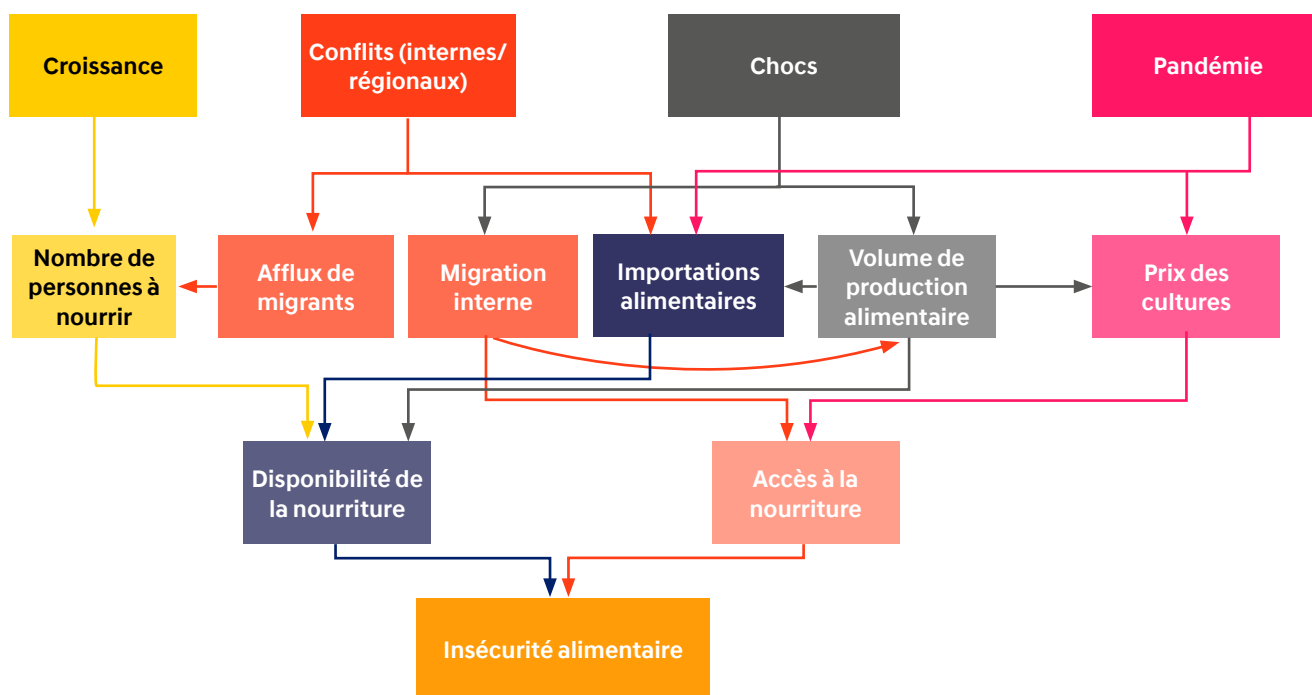 Croissance
Conflits (internes/
régionaux)
Chocs
Pandémie
Nombre de
personnes à
nourrir
Afflux de
migrants
Migration
interne
Importations
alimentaires
Volume de
production
alimentaire
Prix des
cultures
Disponibilité de
la nourriture
Accès à la
nourriture
Insécurité alimentaire